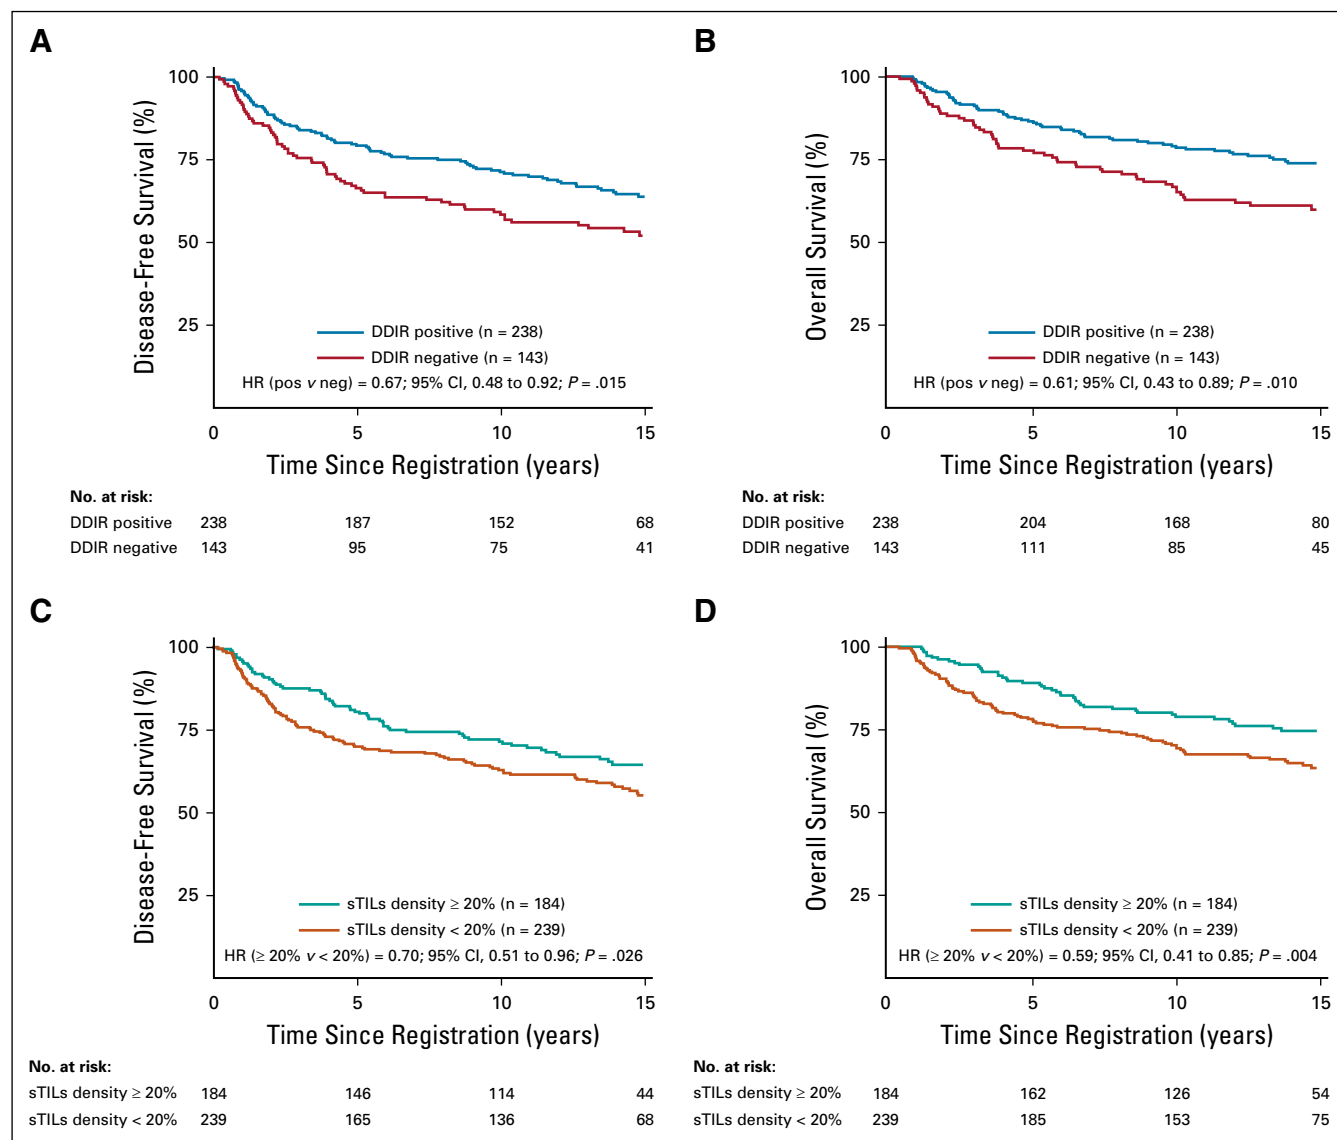 A
Disease-Free Survival (%)
100
75
50
25
DDIR positive (n = 238)
DDIR negative (n = 143)
HR (pos v neg) = 0.67; 95% CI, 0.48 to 0.92; P = .015
0 5 10 15
Time Since Registration (years)
No. at risk:
DDIR positive 238 187 152 68
DDIR negative 143 95 75 41
B
Overall Survival (%)
100
75
50
25
DDIR positive (n = 238)
DDIR negative (n = 143)
HR (pos v neg) = 0.61; 95% CI, 0.43 to 0.89; P = .010
0 5 10 15
Time Since Registration (years)
No. at risk:
DDIR positive 238 204 168 80
DDIR negative 143 111 85 45
C
Disease-Free Survival (%)
100
75
50
25
sTILs density ≥ 20% (n = 184)
sTILs density < 20% (n = 239)
HR (≥ 20% v < 20%) = 0.70; 95% CI, 0.51 to 0.96; P = .026
0 5 10 15
Time Since Registration (years)
No. at risk:
sTILs density ≥ 20% 184 146 114 44
sTILs density < 20% 239 165 136 68
D
Overall Survival (%)
100
75
50
25
sTILs density ≥ 20% (n = 184)
sTILs density < 20% (n = 239)
HR (≥ 20% v < 20%) = 0.59; 95% CI, 0.41 to 0.85; P = .004
0 5 10 15
Time Since Registration (years)
No. at risk:
sTILs density ≥ 20% 184 162 126 54
sTILs density < 20% 239 185 153 75